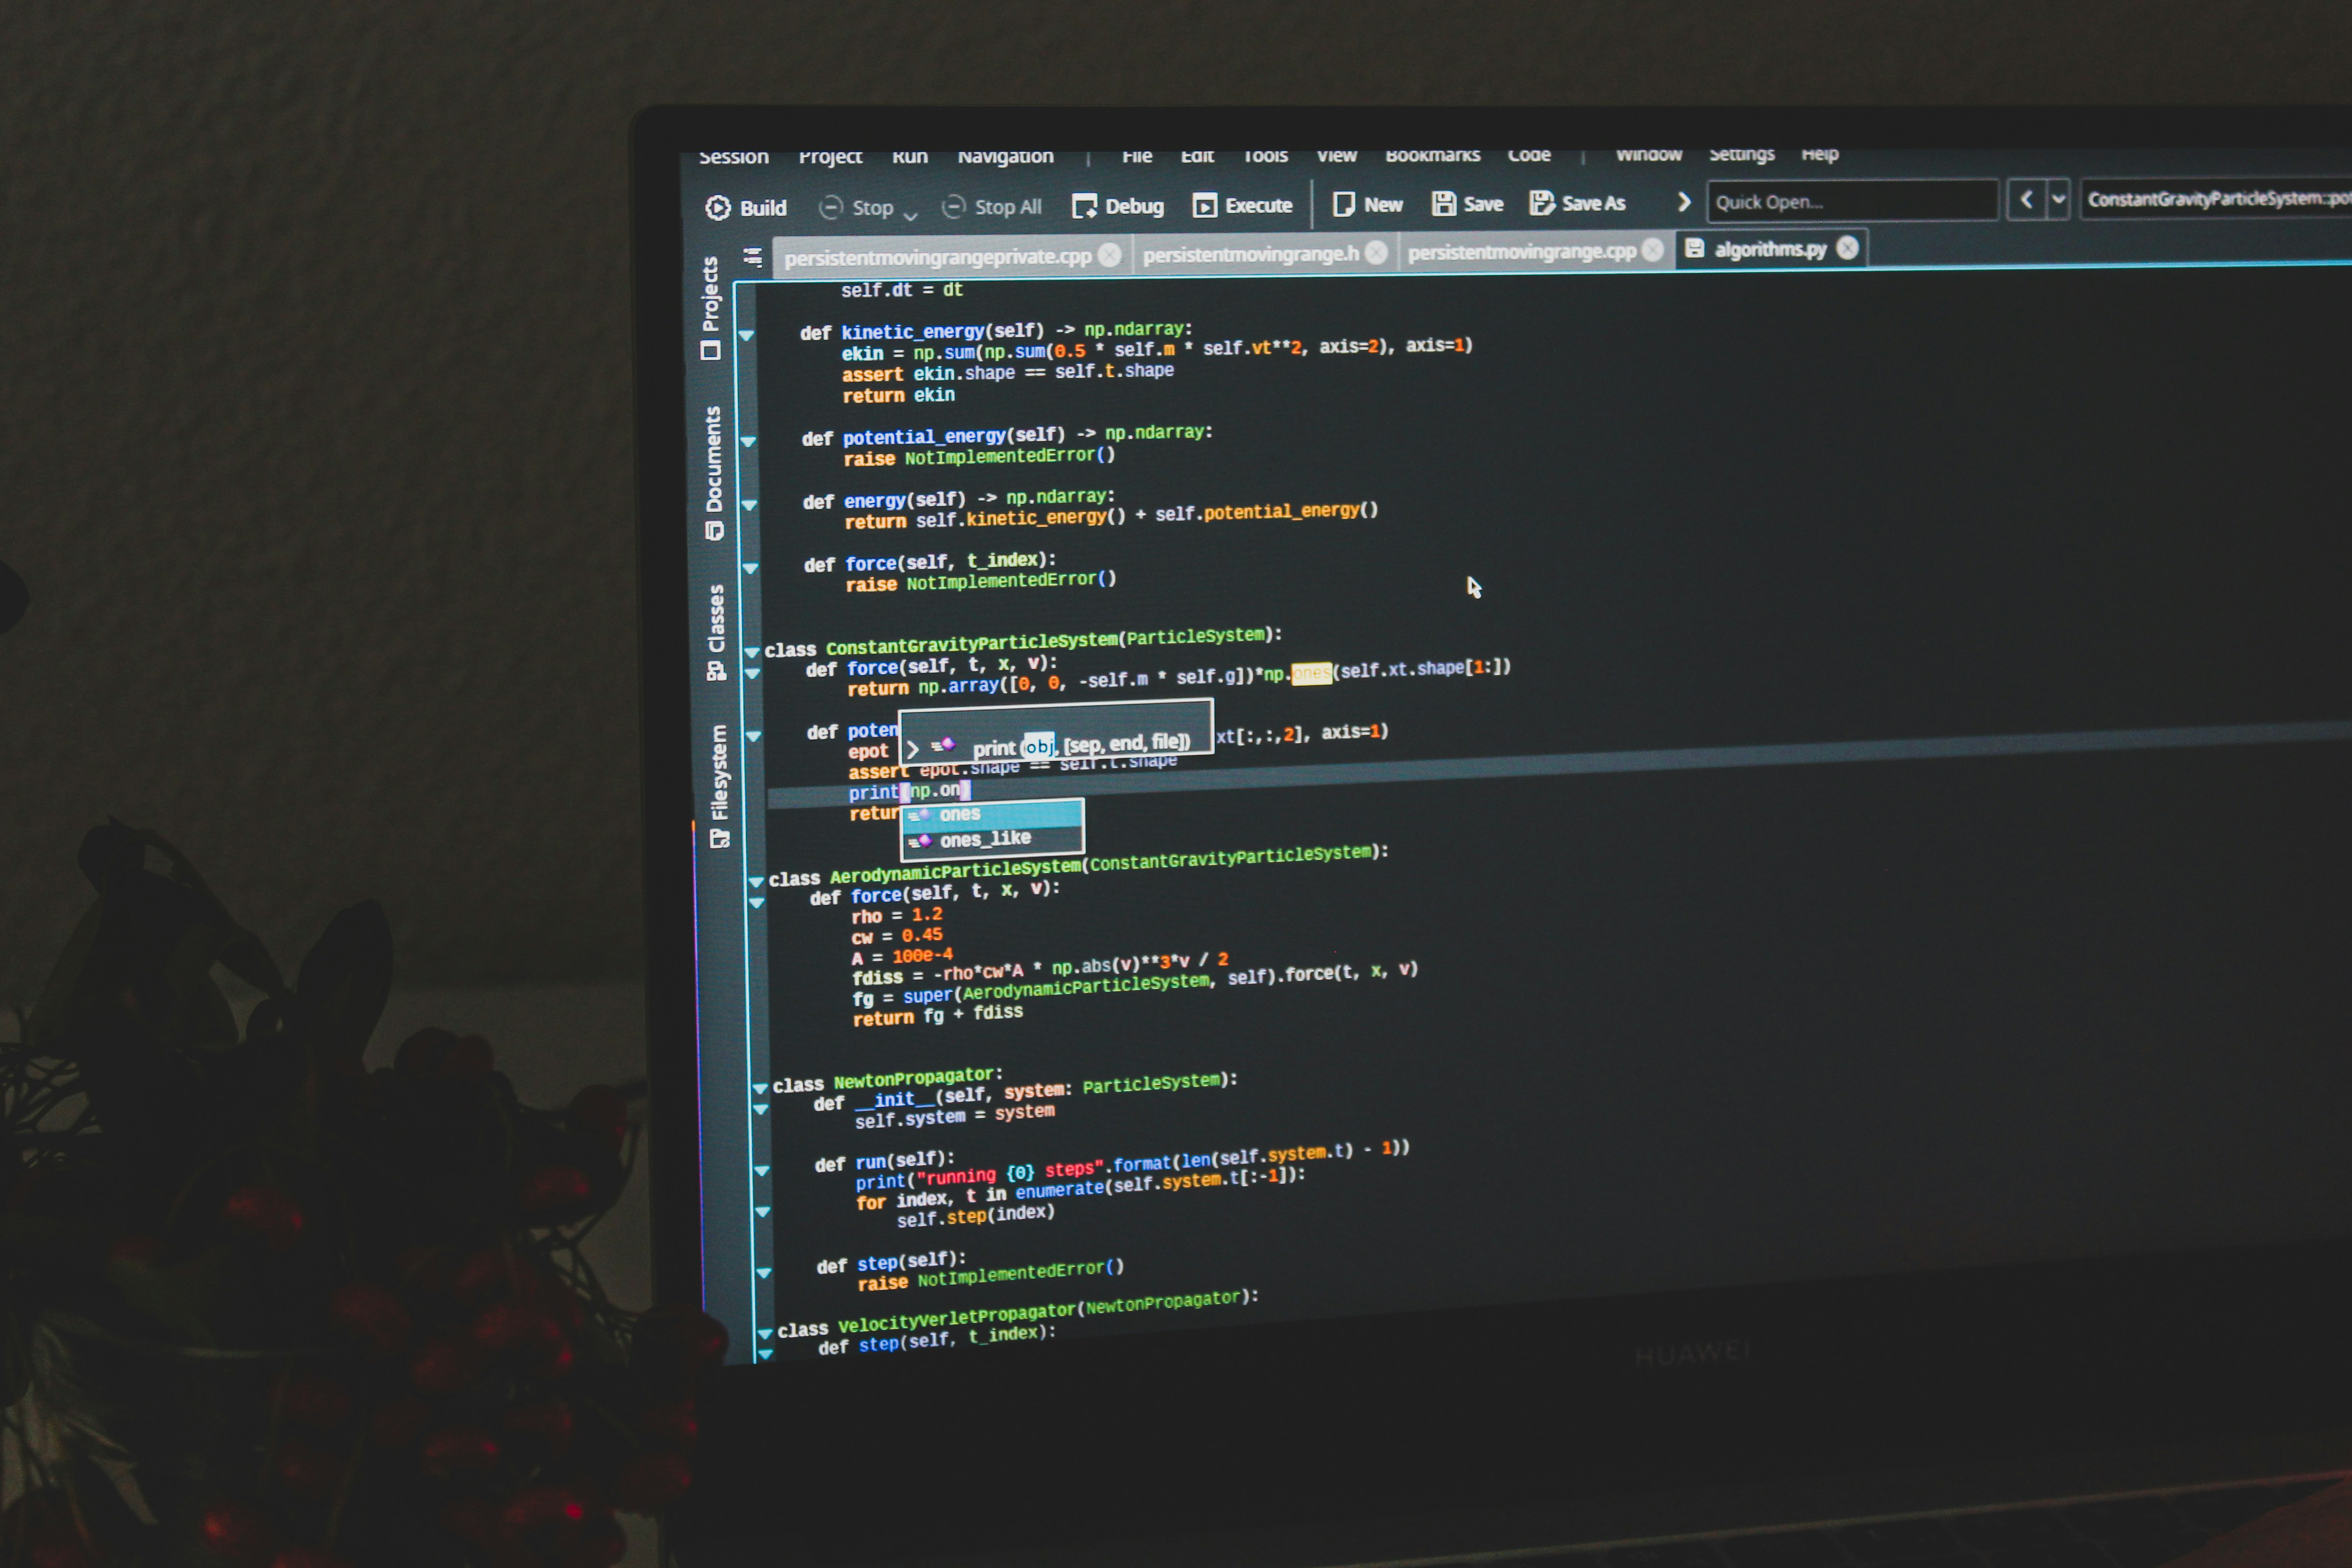 Session Project Run Navigation | File Edit Tools View Bookmarks Code | Window Settings Help
Build Stop Stop All Debug Execute New Save Save As Quick Open... ConstantGravityParticleSystem::pot
persistentmovingrangeprivate.cpp persistentmovingrange.h persistentmovingrange.cpp algorithms.py
Projects
Documents
Classes
Filesystem
self.dt = dt
def kinetic_energy(self) -> np.ndarray:
ekin = np.sum(np.sum(0.5 * self.m * self.vt**2, axis=2), axis=1)
assert ekin.shape == self.t.shape
return ekin
def potential_energy(self) -> np.ndarray:
raise NotImplementedError()
def energy(self) -> np.ndarray:
return self.kinetic_energy() + self.potential_energy()
def force(self, t_index):
raise NotImplementedError()
class ConstantGravityParticleSystem(ParticleSystem):
def force(self, t, x, v):
return np.array([0, 0, -self.m * self.g])*np.ones(self.xt.shape[1:])
def poten
print (obj, [sep, end, file])
epot xt[:,:,2], axis=1)
assert epot.shape == self.t.shape
print(np.on)
retur
ones
ones_like
class AerodynamicParticleSystem(ConstantGravityParticleSystem):
def force(self, t, x, v):
rho = 1.2
cw = 0.45
A = 100e-4
fdiss = -rho*cw*A * np.abs(v)**3*v / 2
fg = super(AerodynamicParticleSystem, self).force(t, x, v)
return fg + fdiss
class NewtonPropagator:
def __init__(self, system: ParticleSystem):
self.system = system
def run(self):
print("running {0} steps".format(len(self.system.t) - 1))
for index, t in enumerate(self.system.t[:-1]):
self.step(index)
def step(self):
raise NotImplementedError()
class VelocityVerletPropagator(NewtonPropagator):
def step(self, t_index):
HUAWEI